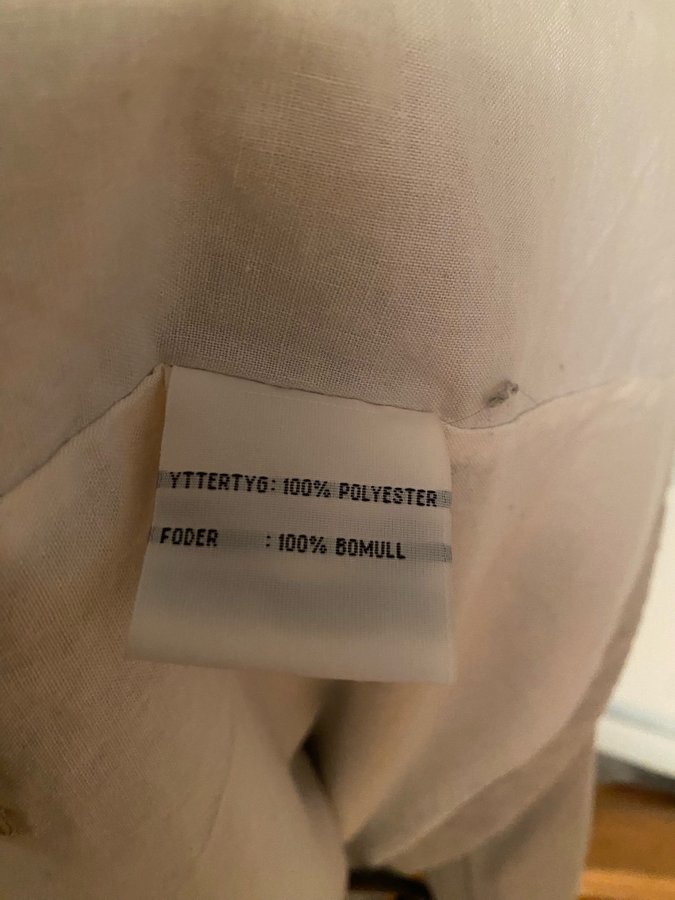 YTTERTYG: 100% POLYESTER
FODER : 100% BOMULL